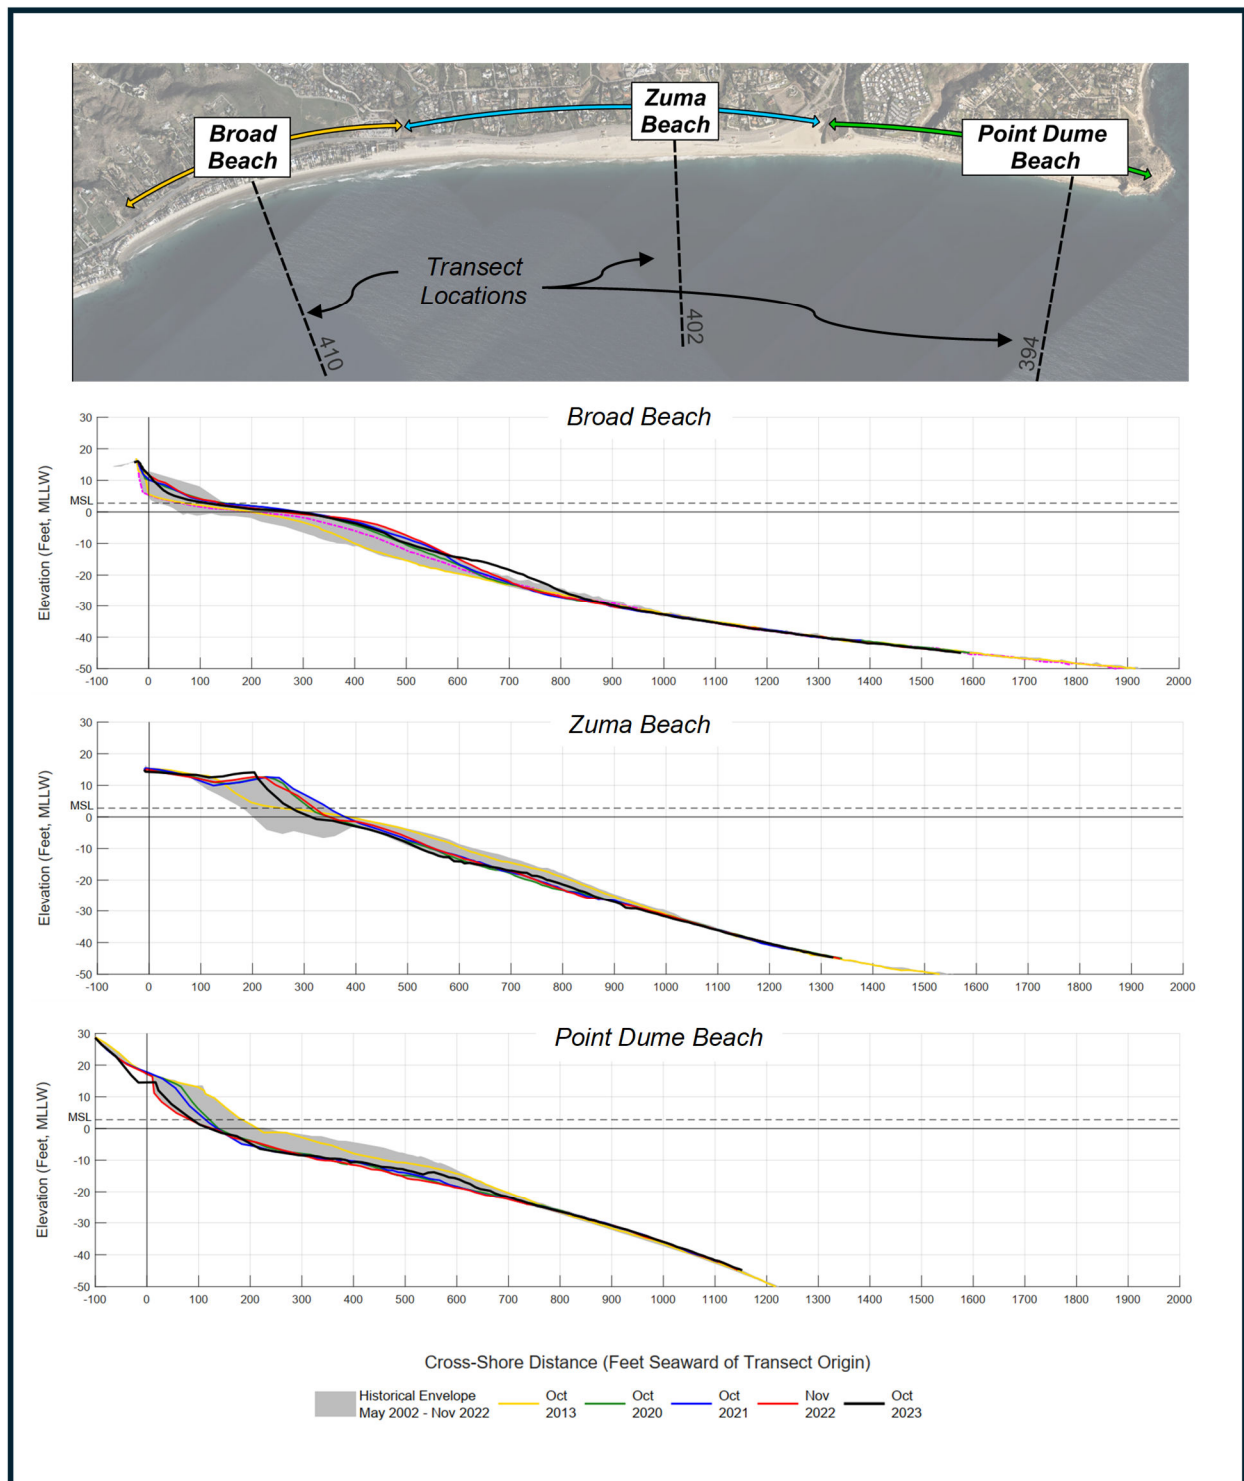 Broad
Beach
Zuma
Beach
Point Dume
Beach
Transect
Locations
410
402
394
Broad Beach
Elevation (Feet, MLLW)
30
20
10
MSL
0
-10
-20
-30
-40
-50
-100 0 100 200 300 400 500 600 700 800 900 1000 1100 1200 1300 1400 1500 1600 1700 1800 1900 2000
Zuma Beach
Elevation (Feet, MLLW)
30
20
10
MSL
0
-10
-20
-30
-40
-50
-100 0 100 200 300 400 500 600 700 800 900 1000 1100 1200 1300 1400 1500 1600 1700 1800 1900 2000
Point Dume Beach
Elevation (Feet, MLLW)
30
20
10
MSL
0
-10
-20
-30
-40
-50
-100 0 100 200 300 400 500 600 700 800 900 1000 1100 1200 1300 1400 1500 1600 1700 1800 1900 2000
Cross-Shore Distance (Feet Seaward of Transect Origin)
Historical Envelope
May 2002 - Nov 2022
Oct
2013
Oct
2020
Oct
2021
Nov
2022
Oct
2023